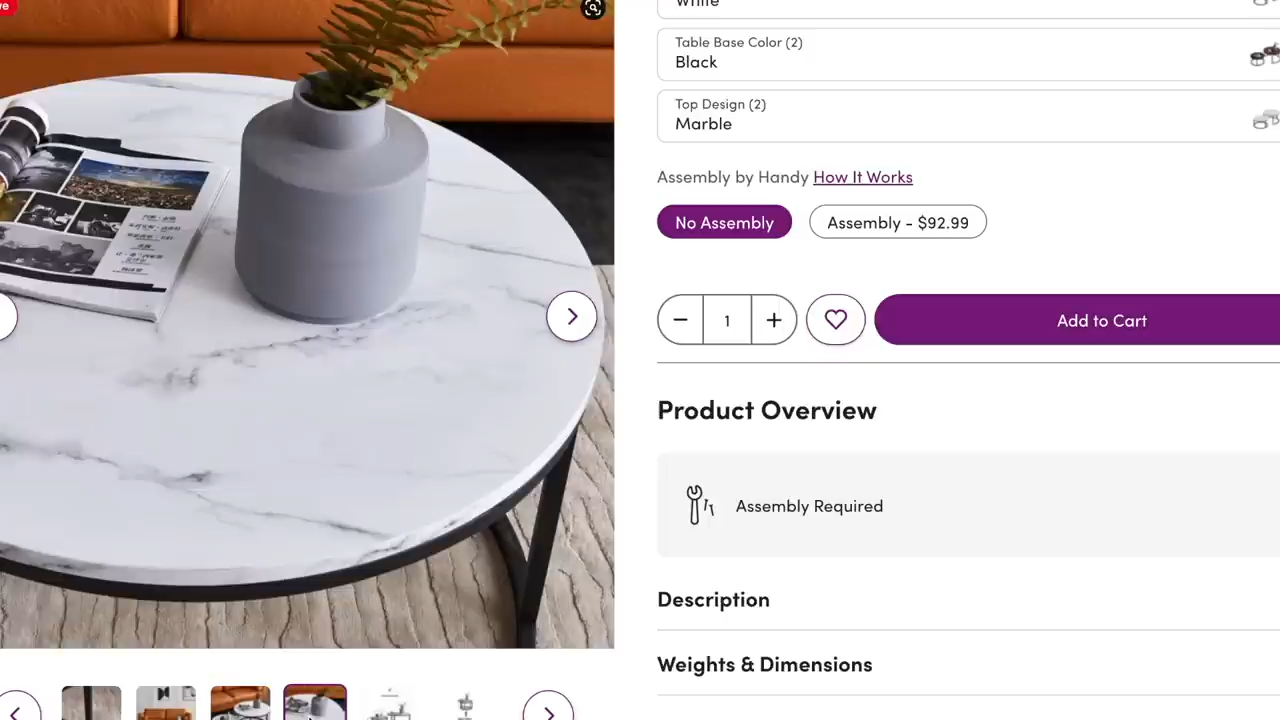 Table Base Color (2)
Black
Top Design (2)
Marble
Assembly by Handy How It Works
No Assembly
Assembly - $92.99
1
Add to Cart
Product Overview
Assembly Required
Description
Weights & Dimensions